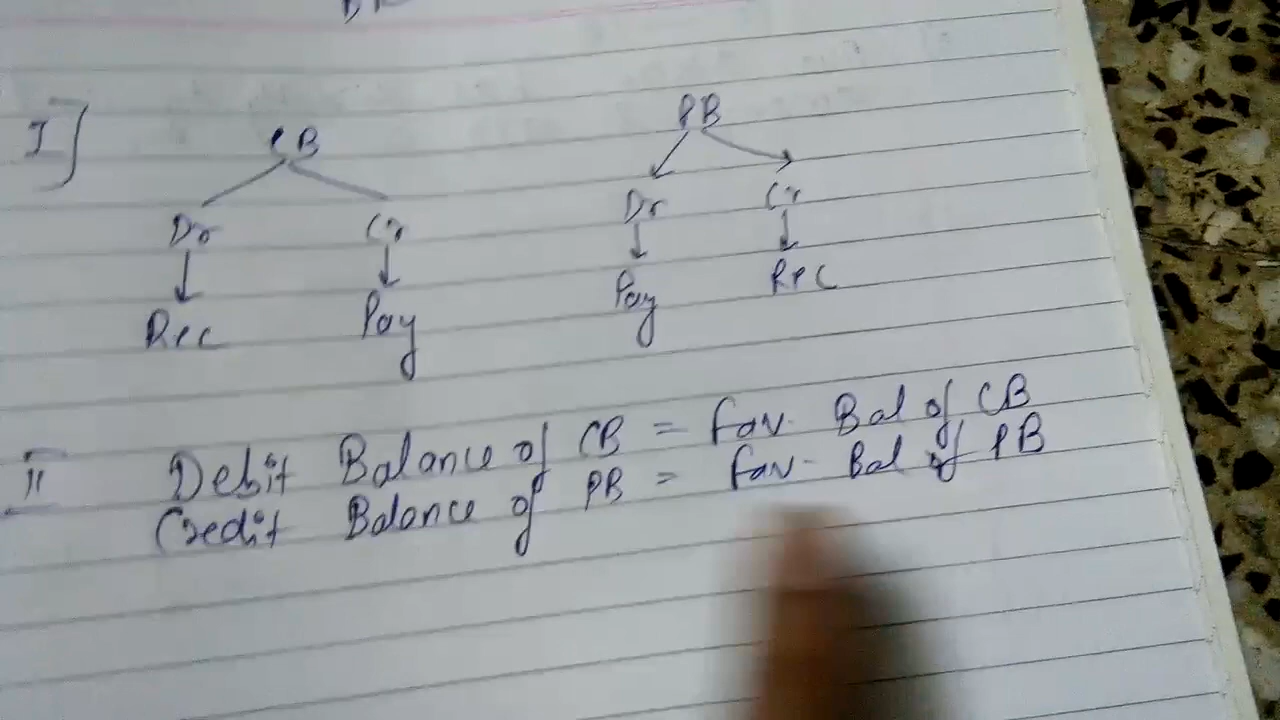 I]
CB PB
Dr Cr Dr Cr
Rec Pay Pay Rec
II Debit Balance of CB = Fav. Bal of CB
Credit Balance of PB = Fav. Bal of PB